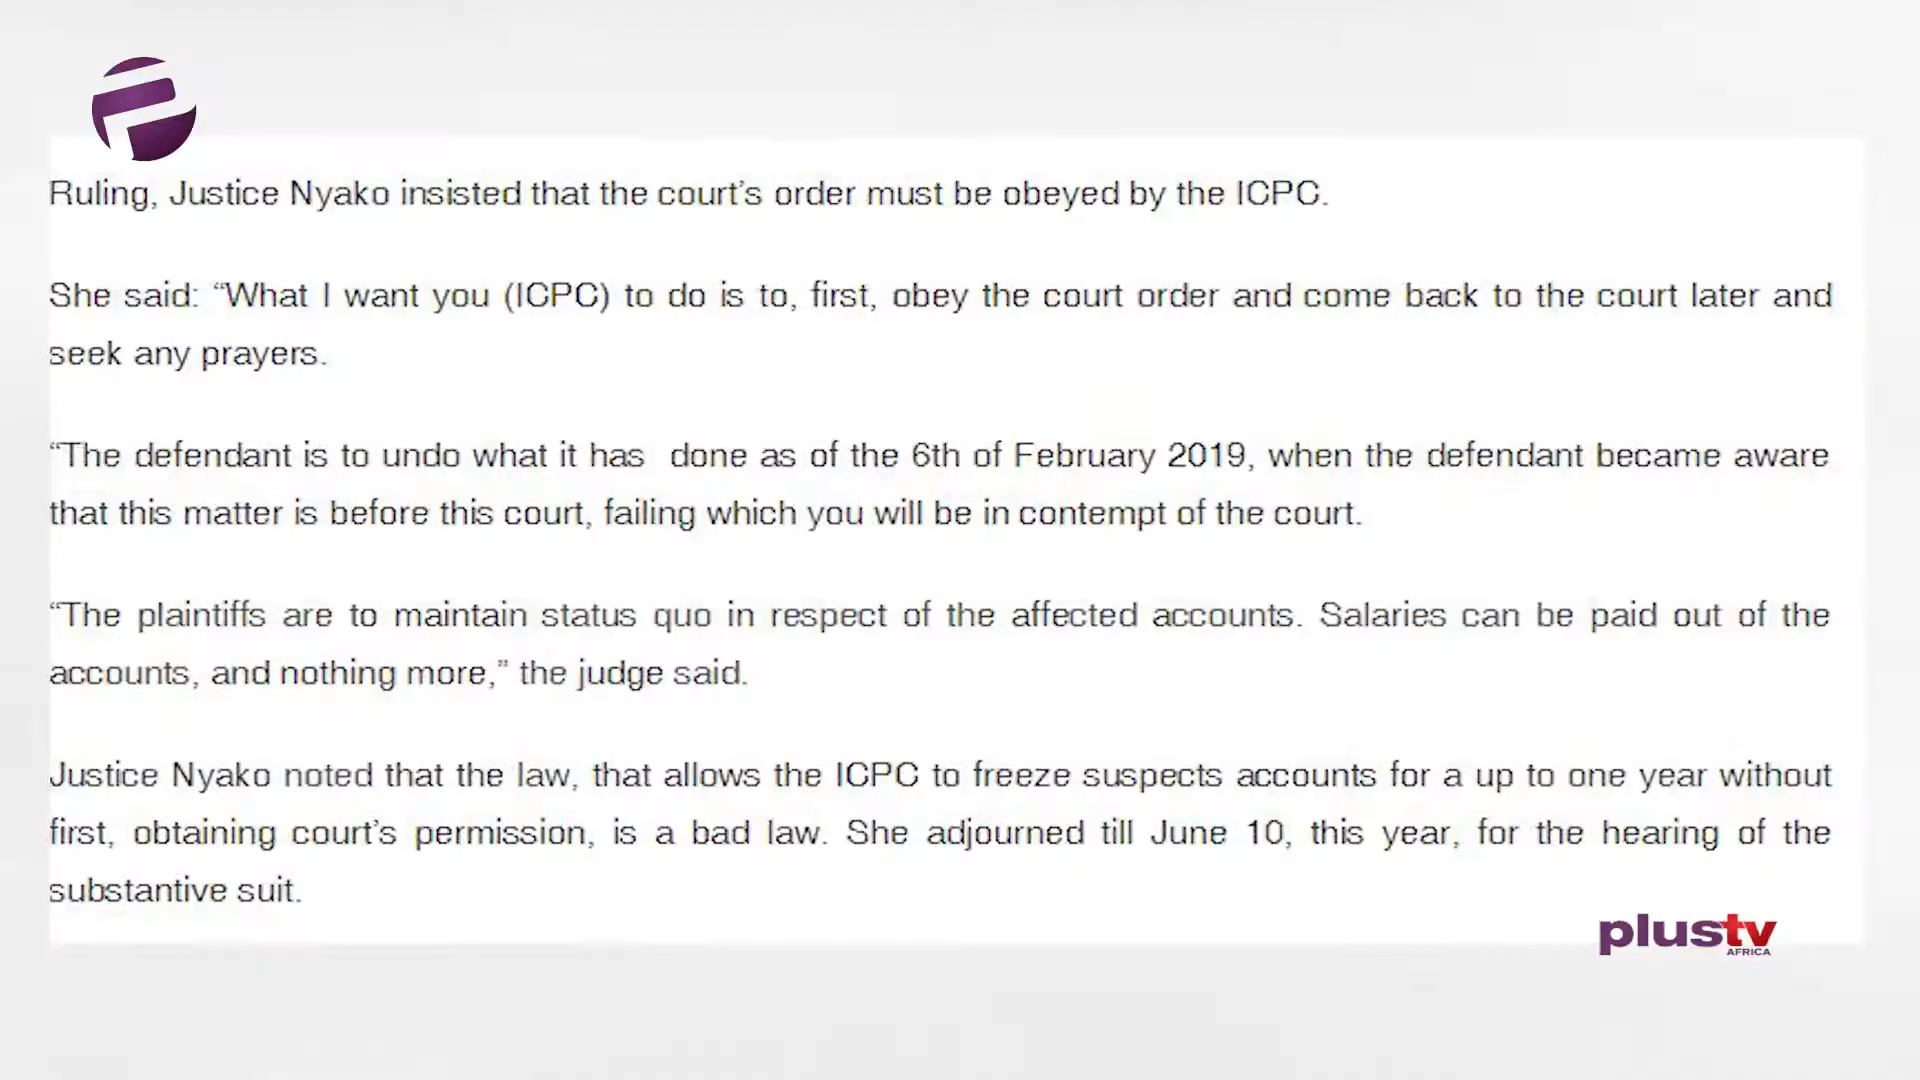 Ruling, Justice Nyako insisted that the court’s order must be obeyed by the ICPC.
She said: “What I want you (ICPC) to do is to, first, obey the court order and come back to the court later and
seek any prayers.
“The defendant is to undo what it has  done as of the 6th of February 2019, when the defendant became aware
that this matter is before this court, failing which you will be in contempt of the court.
“The plaintiffs are to maintain status quo in respect of the affected accounts. Salaries can be paid out of the
accounts, and nothing more,” the judge said.
Justice Nyako noted that the law, that allows the ICPC to freeze suspects accounts for a up to one year without
first, obtaining court’s permission, is a bad law. She adjourned till June 10, this year, for the hearing of the
substantive suit.
plustv
AFRICA